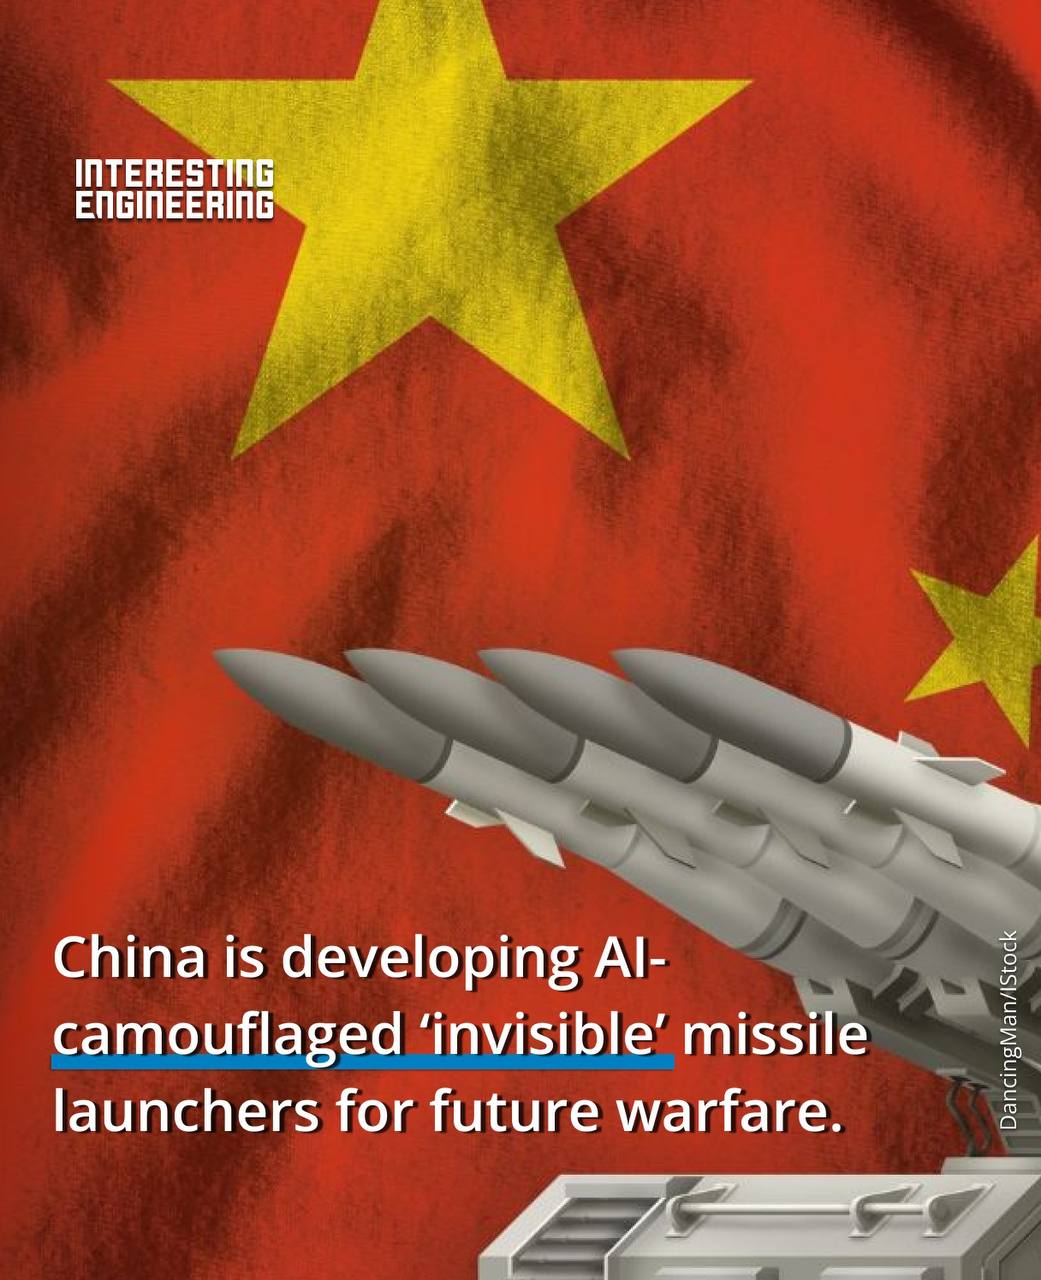 INTERESTING
ENGINEERING
China is developing AI-
camouflaged ‘invisible’ missile
launchers for future warfare.
DancingMan/IStock